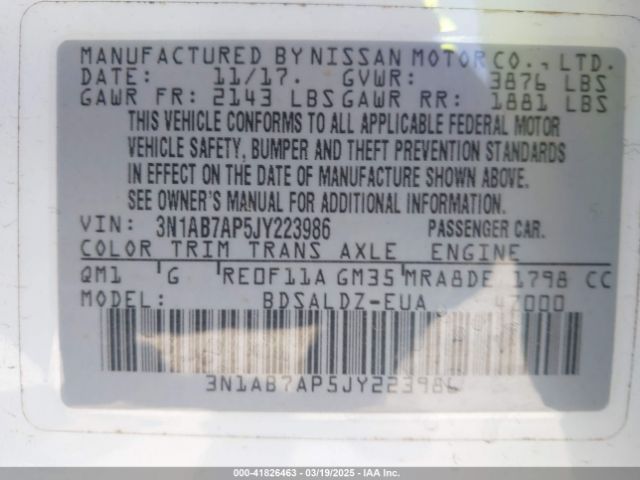 MANUFACTURED BY NISSAN MOTOR CO., LTD.
DATE: 11/17. GVWR: 3876 LBS
GAWR FR: 2143 LBS GAWR RR: 1881 LBS
THIS VEHICLE CONFORMS TO ALL APPLICABLE FEDERAL MOTOR
VEHICLE SAFETY, BUMPER AND THEFT PREVENTION STANDARDS
IN EFFECT ON THE DATE OF MANUFACTURE SHOWN ABOVE.
SEE OWNER'S MANUAL FOR ADDITIONAL INFORMATION.
VIN: 3N1AB7AP5JY223986 PASSENGER CAR.
COLOR TRIM TRANS AXLE ENGINE
QM1 G RE0F11A GM35 MRA8DE 1798 CC
MODEL: BDSALDZ-EUA 47000
3N1AB7AP5JY223986
000-41826463 - 03/19/2025 - IAA Inc.